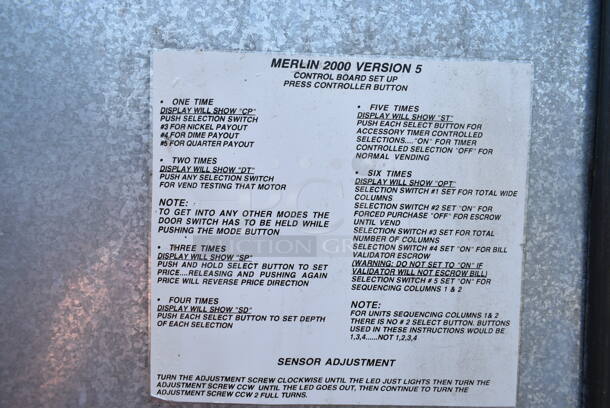 MERLIN 2000 VERSION 5
CONTROL BOARD SET UP
PRESS CONTROLLER BUTTON
• ONE TIME
DISPLAY WILL SHOW "CP"
PUSH SELECTION SWITCH
#3 FOR NICKEL PAYOUT
#4 FOR DIME PAYOUT
#5 FOR QUARTER PAYOUT
• TWO TIMES
DISPLAY WILL SHOW "DT"
PUSH ANY SELECTION SWITCH
FOR VEND TESTING THAT MOTOR
NOTE:
TO GET INTO ANY OTHER MODES THE
DOOR SWITCH HAS TO BE HELD WHILE
PUSHING THE MODE BUTTON
• THREE TIMES
DISPLAY WILL SHOW "SP"
PUSH AND HOLD SELECT BUTTON TO SET
PRICE....RELEASING AND PUSHING AGAIN
PRICE WILL REVERSE PRICE DIRECTION
• FOUR TIMES
DISPLAY WILL SHOW "SD"
PUSH EACH SELECT BUTTON TO SET DEPTH
OF EACH SELECTION
• FIVE TIMES
DISPLAY WILL SHOW "ST"
PUSH EACH SELECT BUTTON FOR
ACCESSORY TIMER CONTROLLED
SELECTIONS...."ON" FOR TIMER
CONTROLLED SELECTION "OFF" FOR
NORMAL VENDING
• SIX TIMES
DISPLAY WILL SHOW "OPT"
SELECTION SWITCH #1 SET FOR TOTAL WIDE
COLUMNS
SELECTION SWITCH #2 SET "ON" FOR
FORCED PURCHASE "OFF" FOR ESCROW
UNTIL VEND
SELECTION SWITCH #3 SET FOR TOTAL
NUMBER OF COLUMNS
SELECTION SWITCH #4 SET "ON" FOR BILL
VALIDATOR ESCROW
(WARNING: DO NOT SET TO "ON" IF
VALIDATOR WILL NOT ESCROW BILL)
SELECTION SWITCH # 5 SET "ON" FOR
SEQUENCING COLUMNS 1 & 2
NOTE:
FOR UNITS SEQUENCING COLUMNS 1 & 2
THERE IS NO # 2 SELECT BUTTON. BUTTONS
USED IN THESE INSTRUCTIONS WOULD BE
1,3,4......NOT 1,2,3,4
SENSOR ADJUSTMENT
TURN THE ADJUSTMENT SCREW CLOCKWISE UNTIL THE LED JUST LIGHTS THEN TURN THE
ADJUSTMENT SCREW CCW UNTIL THE LED GOES OUT, THEN CONTINUE TO TURN THE
ADJUSTMENT SCREW CCW 2 FULL TURNS.